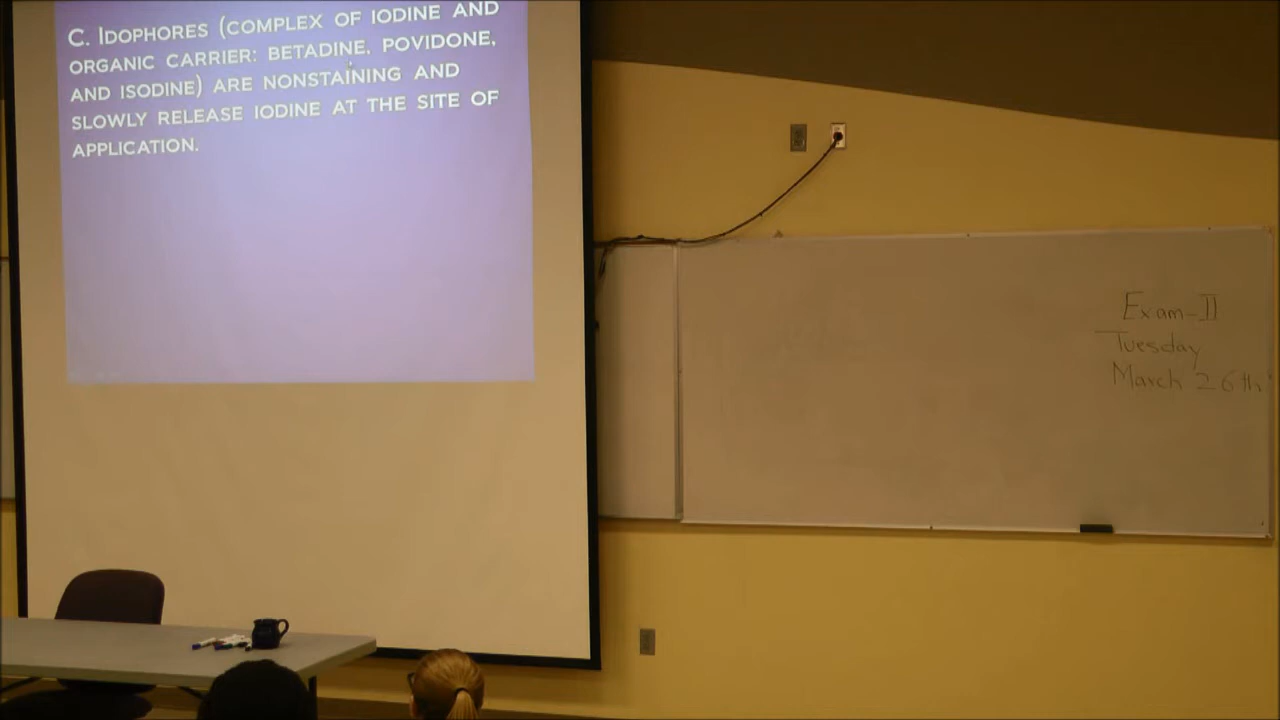 C. IDOPHORES (COMPLEX OF IODINE AND
ORGANIC CARRIER: BETADINE, POVIDONE,
AND ISODINE) ARE NONSTAINING AND
SLOWLY RELEASE IODINE AT THE SITE OF
APPLICATION.
Exam-II
Tuesday
March 26th